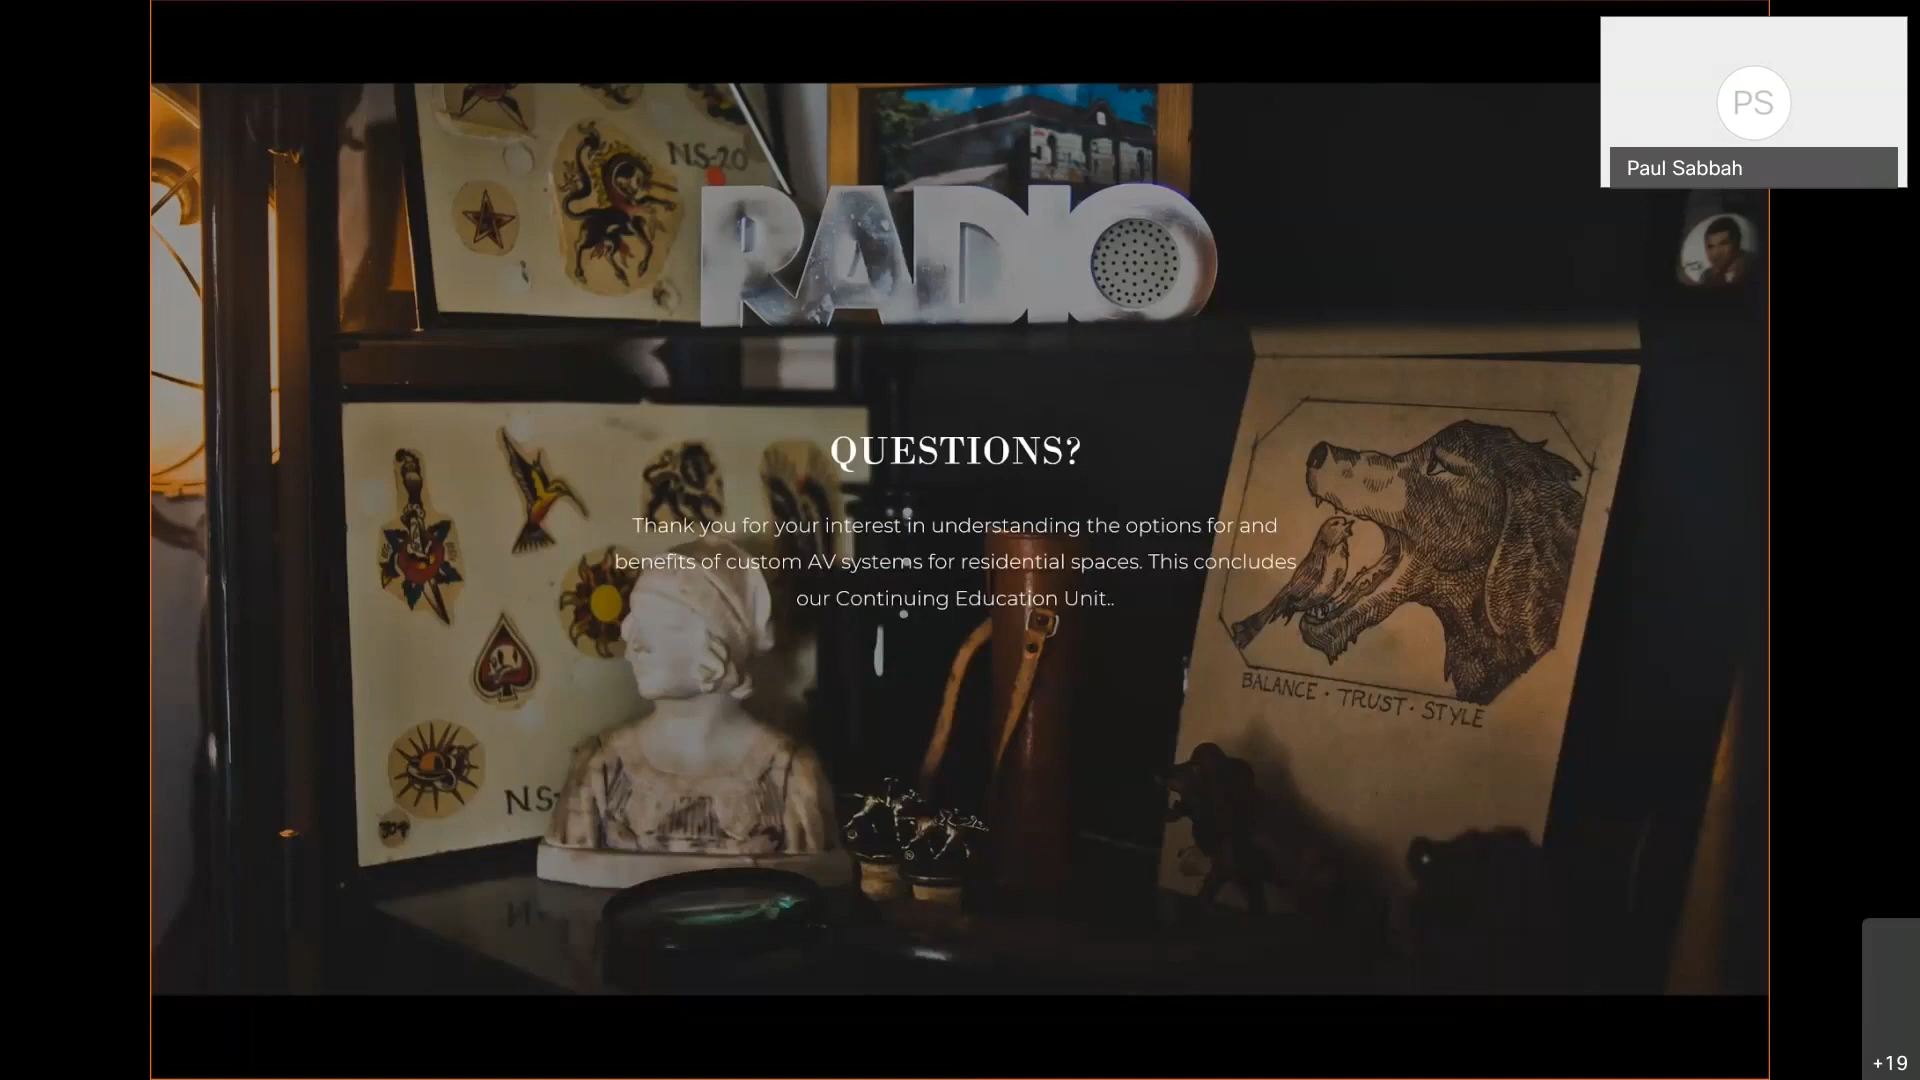 PS
Paul Sabbah
NS-20
RADIO
QUESTIONS?
Thank you for your interest in understanding the options for and
benefits of custom AV systems for residential spaces. This concludes
our Continuing Education Unit..
BALANCE · TRUST · STYLE
NS-
+19